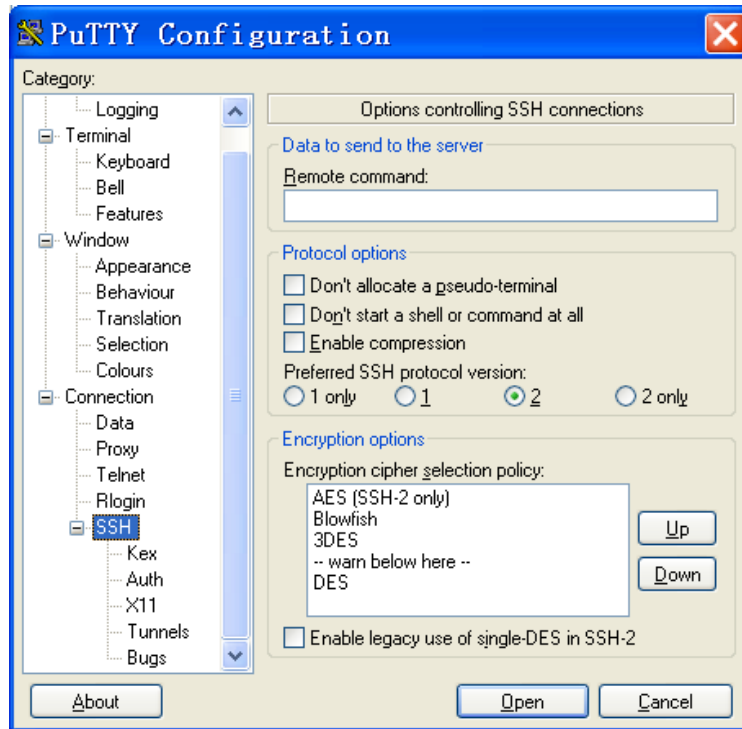 PuTTY Configuration
Category:
Logging
Terminal
Keyboard
Bell
Features
Window
Appearance
Behaviour
Translation
Selection
Colours
Connection
Data
Proxy
Telnet
Rlogin
SSH
Kex
Auth
X11
Tunnels
Bugs
Options controlling SSH connections
Data to send to the server
Remote command:
Protocol options
Don't allocate a pseudo-terminal
Don't start a shell or command at all
Enable compression
Preferred SSH protocol version:
1 only 1 2 2 only
Encryption options
Encryption cipher selection policy:
AES (SSH-2 only)
Blowfish
3DES
-- warn below here --
DES
Up
Down
Enable legacy use of single-DES in SSH-2
About Open Cancel